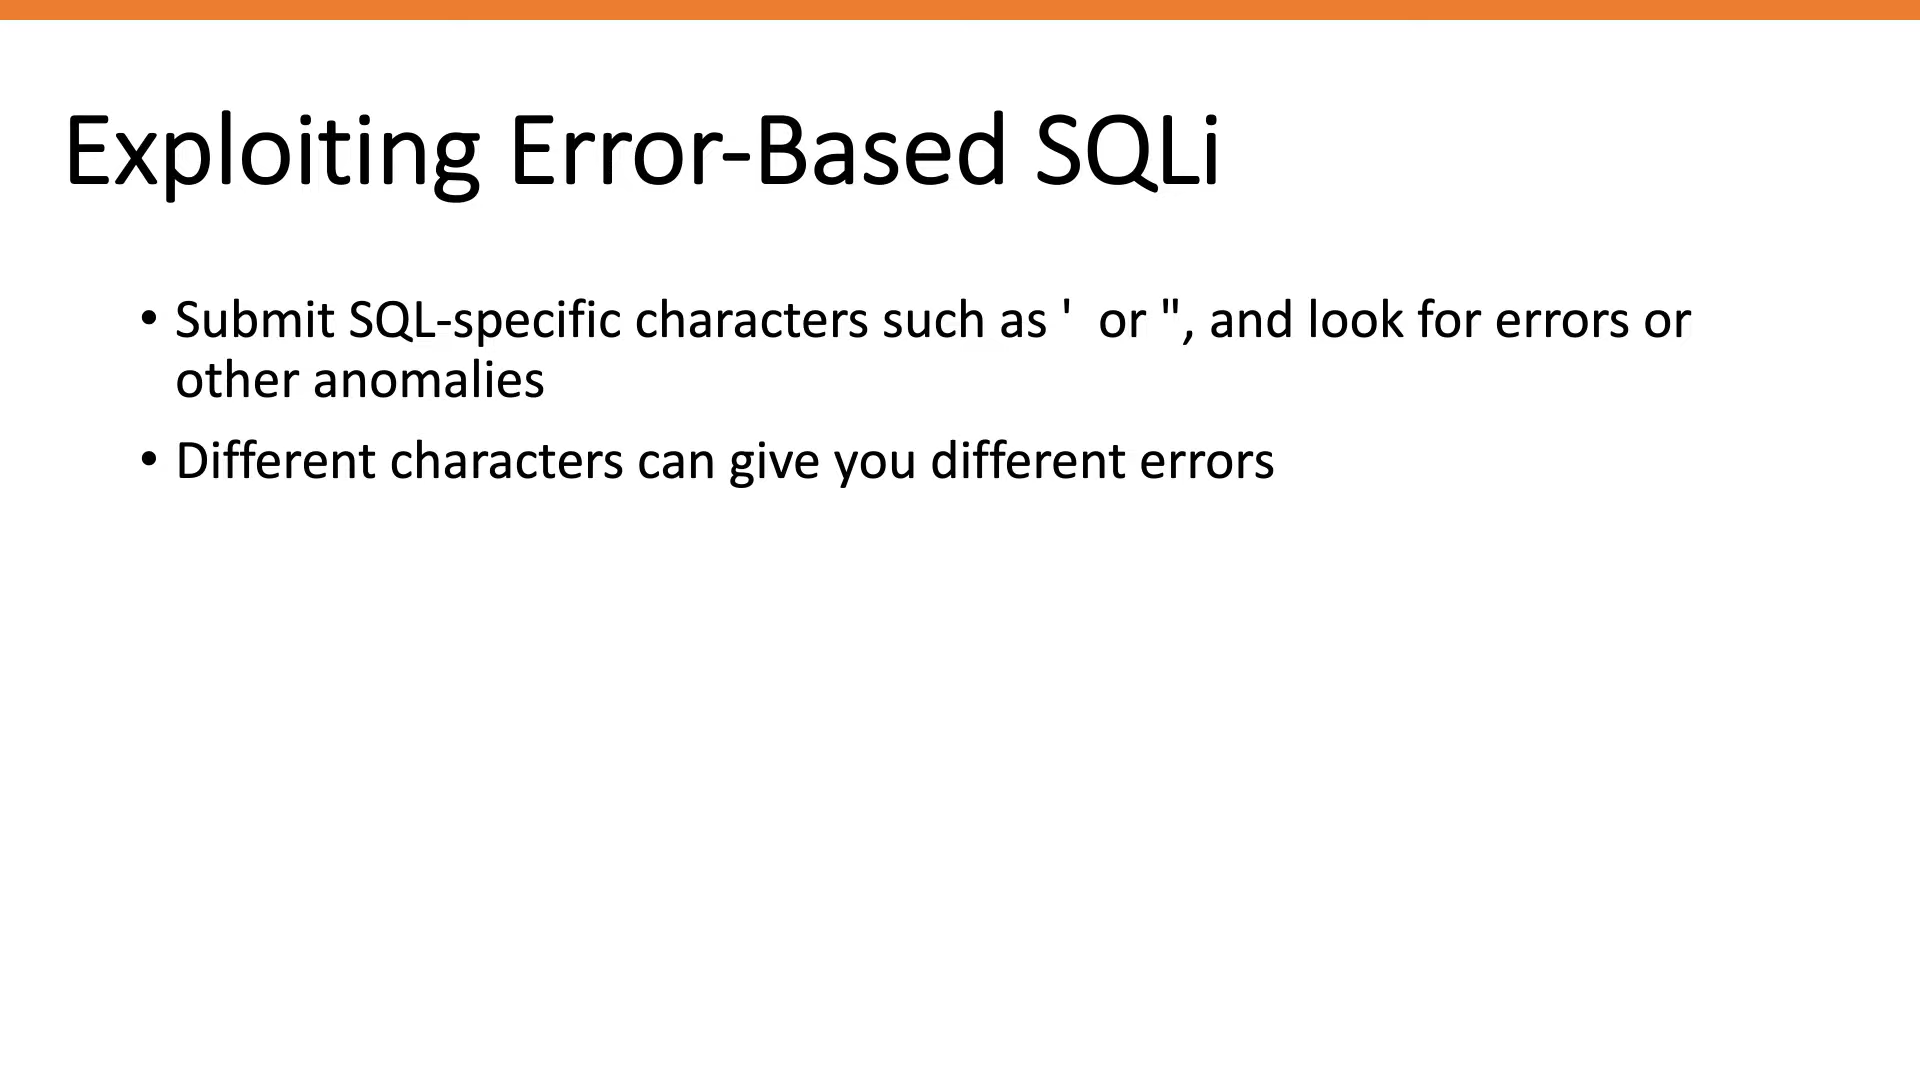 Exploiting Error-Based SQLi
• Submit SQL-specific characters such as '  or ", and look for errors or
other anomalies
• Different characters can give you different errors